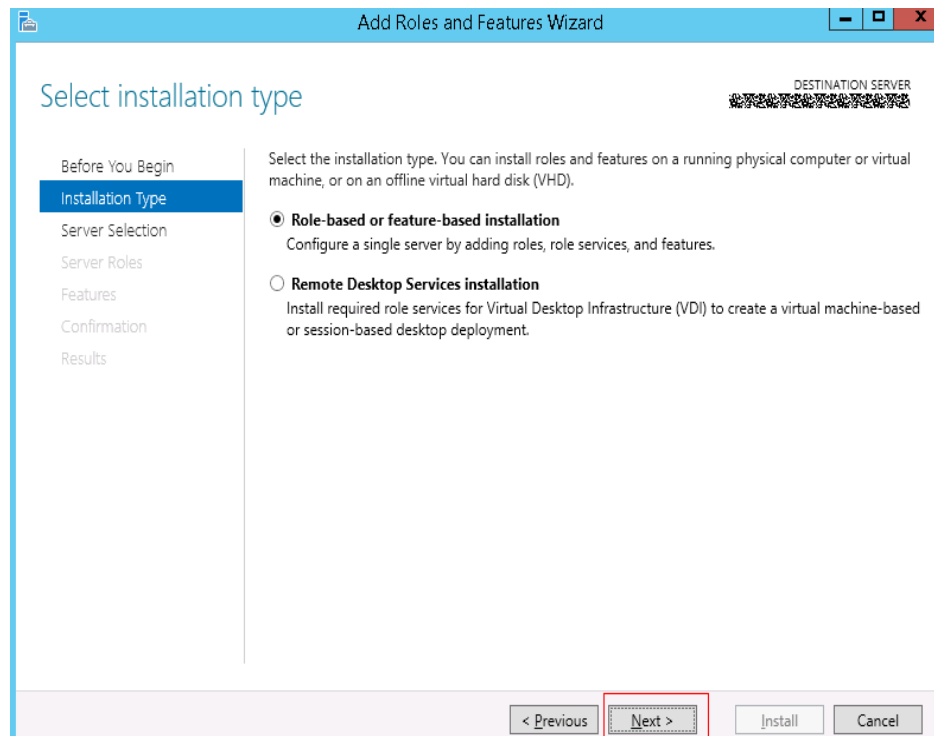 Add Roles and Features Wizard
Select installation type
DESTINATION SERVER
Before You Begin
Installation Type
Server Selection
Server Roles
Features
Confirmation
Results
Select the installation type. You can install roles and features on a running physical computer or virtual
machine, or on an offline virtual hard disk (VHD).
Role-based or feature-based installation
Configure a single server by adding roles, role services, and features.
Remote Desktop Services installation
Install required role services for Virtual Desktop Infrastructure (VDI) to create a virtual machine-based
or session-based desktop deployment.
< Previous Next > Install Cancel